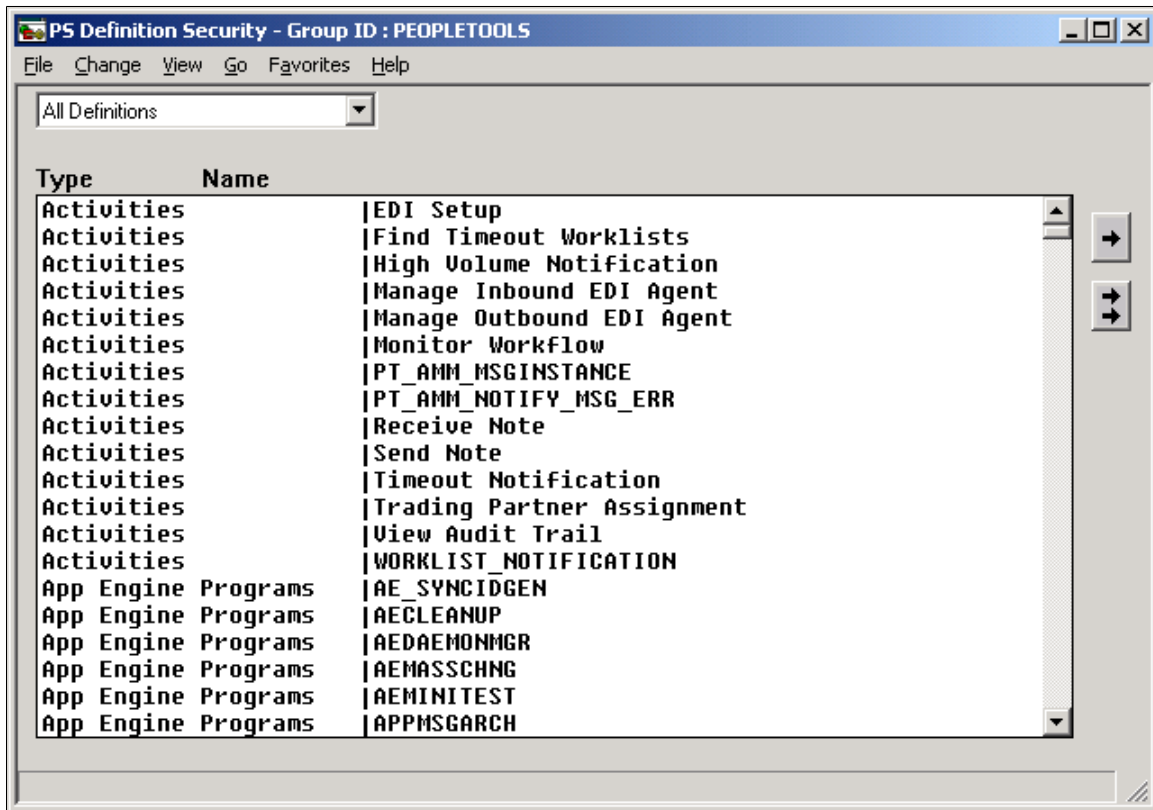 PS Definition Security - Group ID : PEOPLETOOLS
File Change View Go Favorites Help
All Definitions
Type Name
Activities |EDI Setup
Activities |Find Timeout Worklists
Activities |High Volume Notification
Activities |Manage Inbound EDI Agent
Activities |Manage Outbound EDI Agent
Activities |Monitor Workflow
Activities |PT_AMM_MSGINSTANCE
Activities |PT_AMM_NOTIFY_MSG_ERR
Activities |Receive Note
Activities |Send Note
Activities |Timeout Notification
Activities |Trading Partner Assignment
Activities |View Audit Trail
Activities |WORKLIST_NOTIFICATION
App Engine Programs |AE_SYNCIDGEN
App Engine Programs |AECLEANUP
App Engine Programs |AEDAEMONMGR
App Engine Programs |AEMASSCHNG
App Engine Programs |AEMINITEST
App Engine Programs |APPMSGARCH